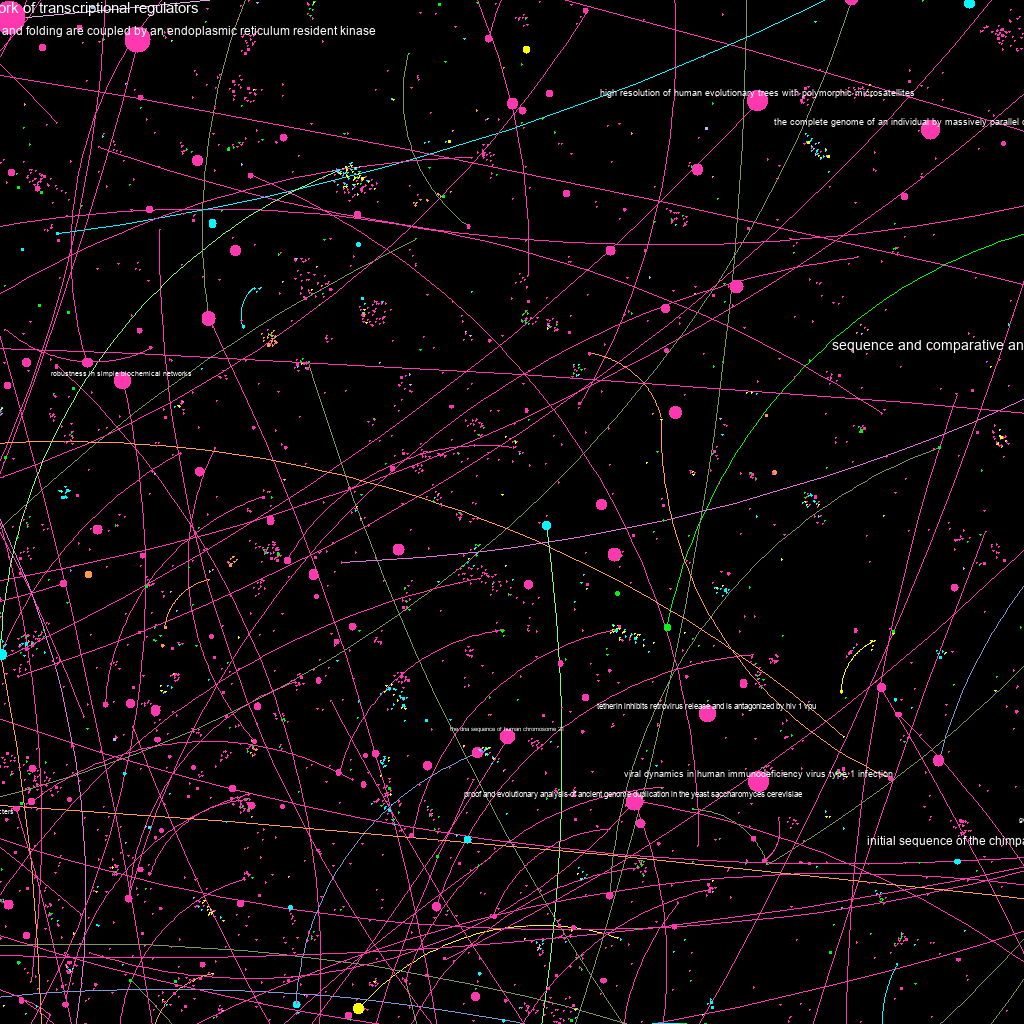 ork of transcriptional regulators
and folding are coupled by an endoplasmic reticulum resident kinase
high resolution of human evolutionary trees with polymorphic microsatellites
the complete genome of an individual by massively parallel
sequence and comparative an
robustness in simple biochemical networks
tetherin inhibits retrovirus release and is antagonized by hiv 1 vpu
the dna sequence of human chromosome
viral dynamics in human immunodeficiency virus type 1 infection
proof and evolutionary analysis of ancient genome duplication in the yeast saccharomyces cerevisiae
initial sequence of the chimpa